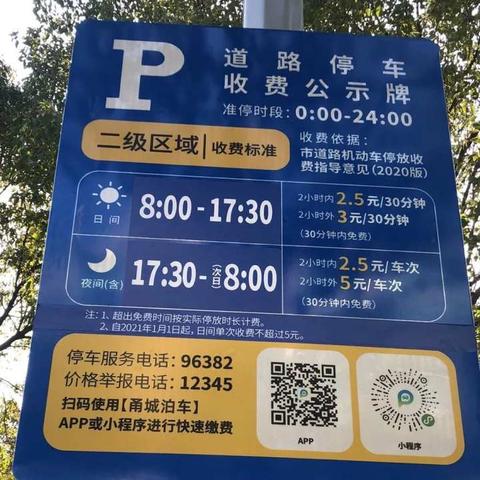 P
道路停车
收费公示牌
准停时段：0:00-24:00
二级区域|收费标准
收费依据：
市道路机动车停放收
费指导意见(2020版)
日间
8:00-17:30
2小时内 2.5元/30分钟
2小时外 3元/30分钟
(30分钟内免费)
夜间(含)
17:30-(次日)8:00
2小时内 2.5元/车次
2小时外 5元/车次
(30分钟内免费)
注：1、超出免费时间按实际停放时长计费。
2、自2021年1月1日起，日间单次收费不超过5元。
停车服务电话：96382
价格举报电话：12345
扫码使用【甬城泊车】
APP或小程序进行快速缴费
APP
小程序